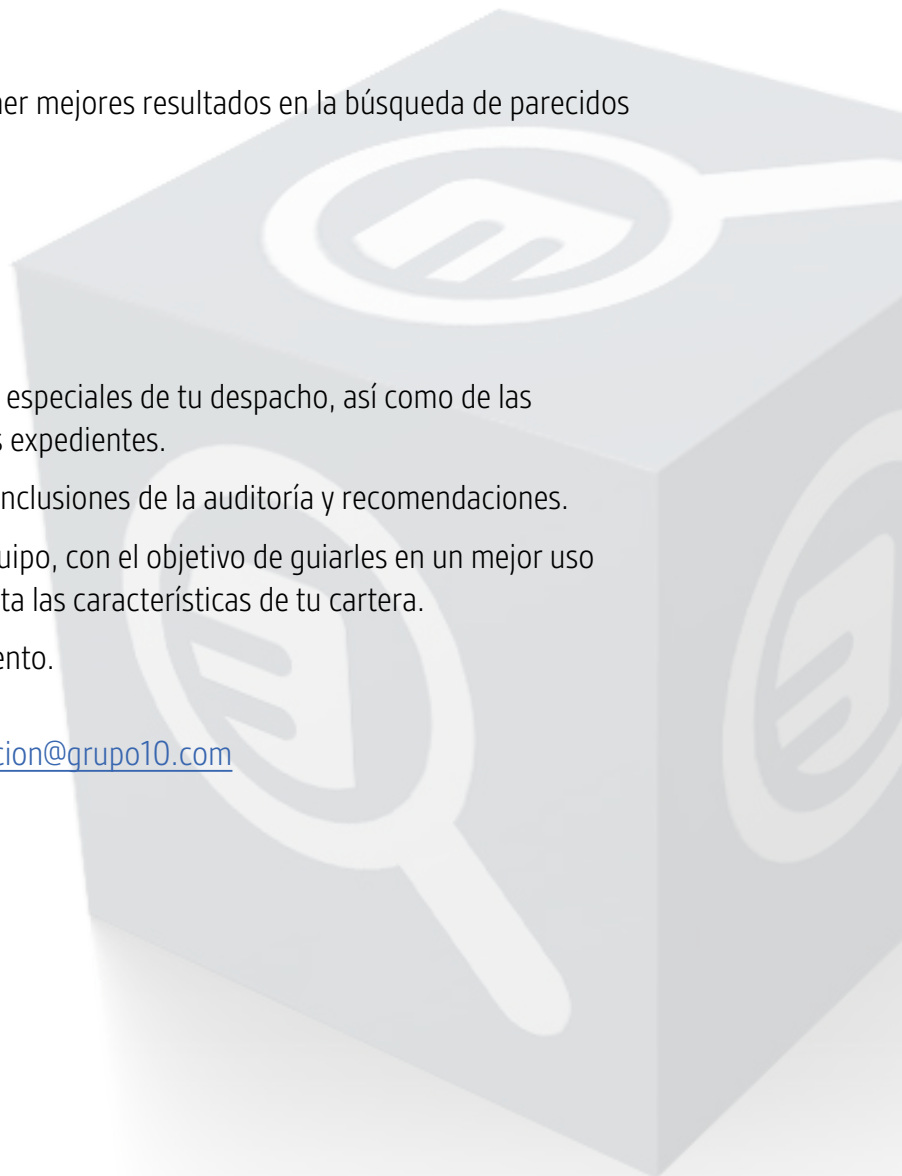 ner mejores resultados en la búsqueda de parecidos
especiales de tu despacho, así como de las
s expedientes.
nclusiones de la auditoría y recomendaciones.
uipo, con el objetivo de guiarles en un mejor uso
ta las características de tu cartera.
ento.
cion@grupo10.com